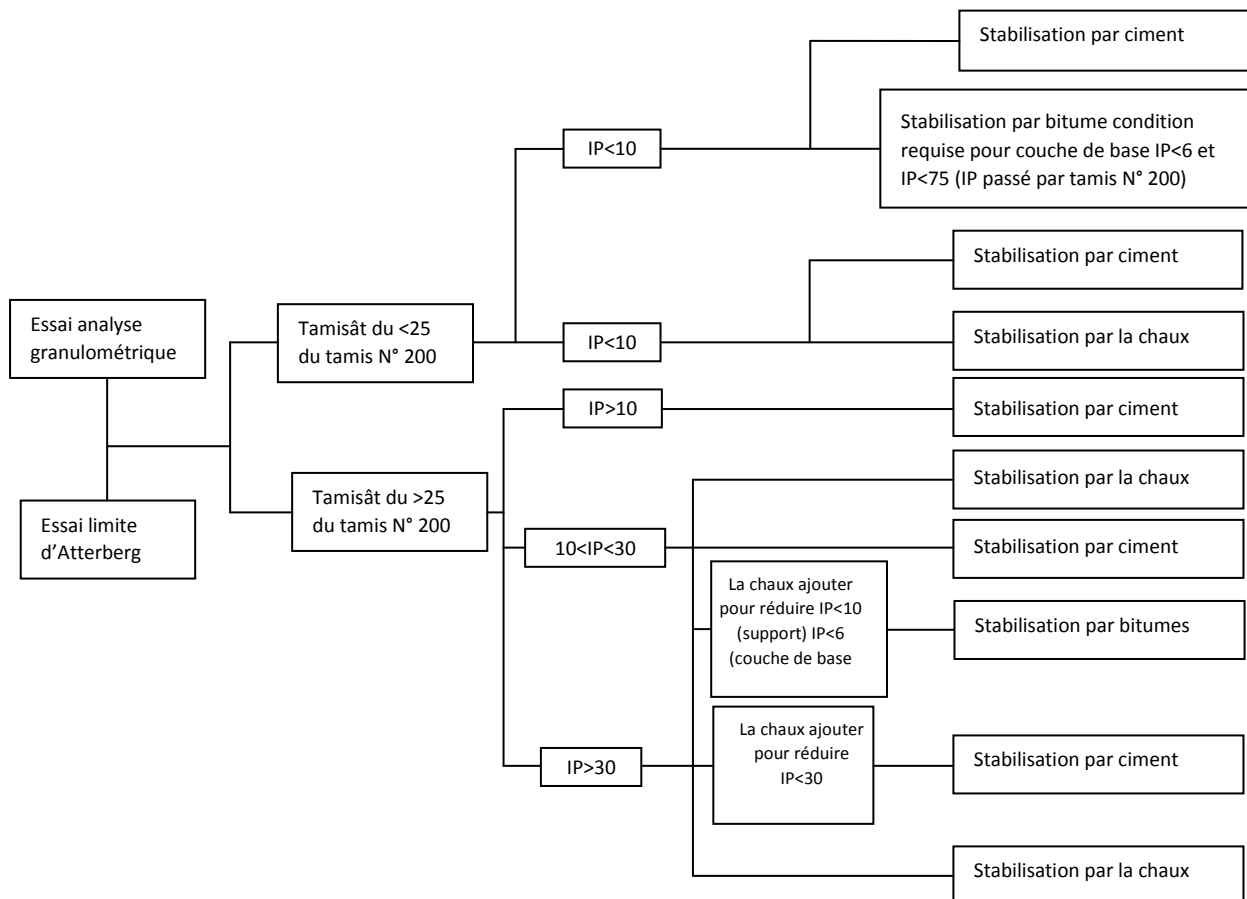 Essai analyse
granulométrique
Essai limite
d’Atterberg
Tamisât du <25
du tamis N° 200
Tamisât du >25
du tamis N° 200
IP<10
IP<10
IP>10
10<IP<30
IP>30
La chaux ajouter
pour réduire IP<10
(support) IP<6
(couche de base
La chaux ajouter
pour réduire
IP<30
Stabilisation par ciment
Stabilisation par bitume condition
requise pour couche de base IP<6 et
IP<75 (IP passé par tamis N° 200)
Stabilisation par ciment
Stabilisation par la chaux
Stabilisation par ciment
Stabilisation par la chaux
Stabilisation par ciment
Stabilisation par bitumes
Stabilisation par ciment
Stabilisation par la chaux